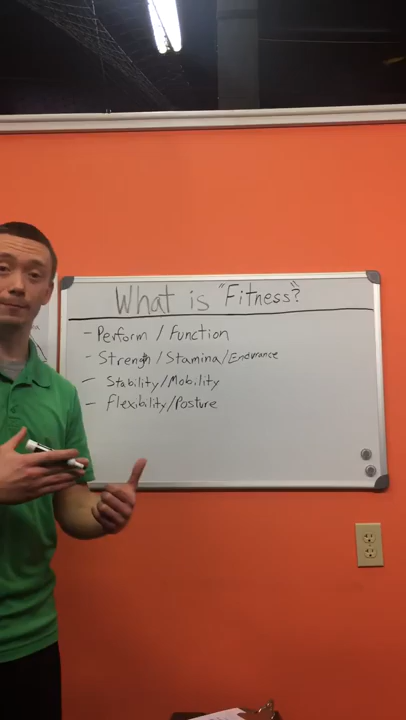 What is "Fitness?"
- Perform / Function
- Strength / Stamina/Endurance
- Stability/Mobility
- Flexibility/Posture